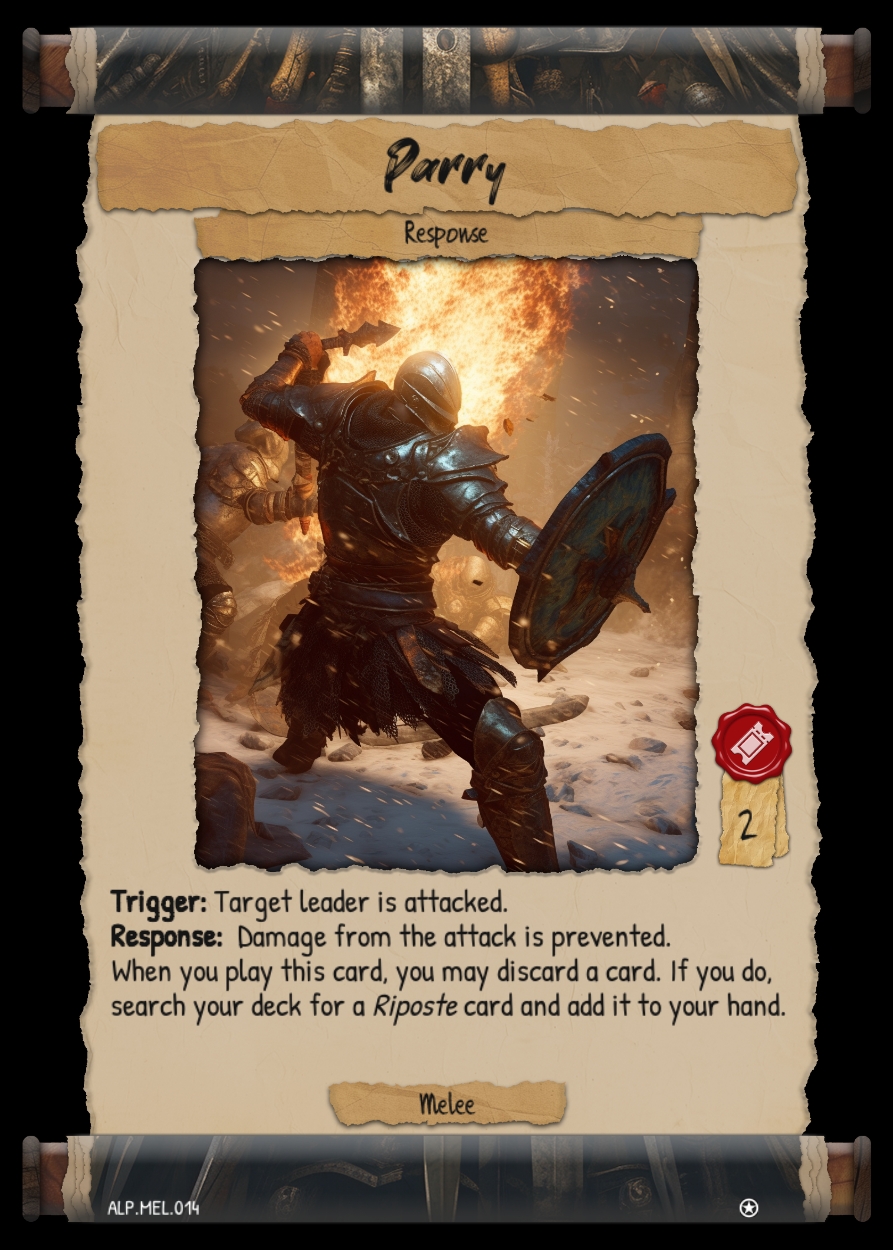 Parry
Response
2
Trigger: Target leader is attacked.
Response: Damage from the attack is prevented.
When you play this card, you may discard a card. If you do,
search your deck for a Riposte card and add it to your hand.
Melee
ALP.MEL.014